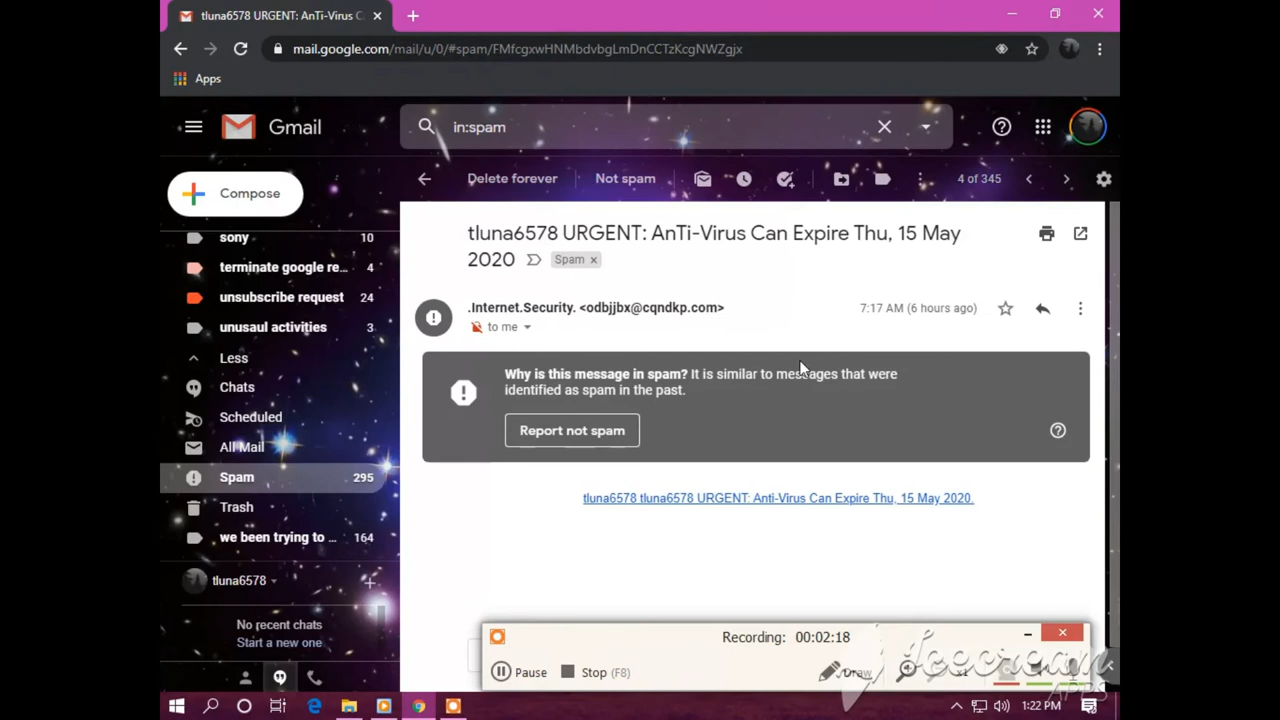 tluna6578 URGENT: AnTi-Virus C
mail.google.com/mail/u/0/#spam/FMfcgxwHNMbdvbgLmDnCCTzKcgNWZgjx
Apps
Gmail
in:spam
Compose
Delete forever
Not spam
4 of 345
sony 10
terminate google re... 4
unsubscribe request 24
unusaul activities 3
Less
Chats
Scheduled
All Mail
Spam 295
Trash
we been trying to ... 164
tluna6578
No recent chats
Start a new one
tluna6578 URGENT: AnTi-Virus Can Expire Thu, 15 May
2020 Spam x
.Internet.Security. <odbjjbx@cqndkp.com>
7:17 AM (6 hours ago)
to me
Why is this message in spam? It is similar to messages that were
identified as spam in the past.
Report not spam
tluna6578 tluna6578 URGENT: Anti-Virus Can Expire Thu, 15 May 2020.
Recording: 00:02:18
Pause
Stop (F8)
Draw
Icecream
APPS
1:22 PM